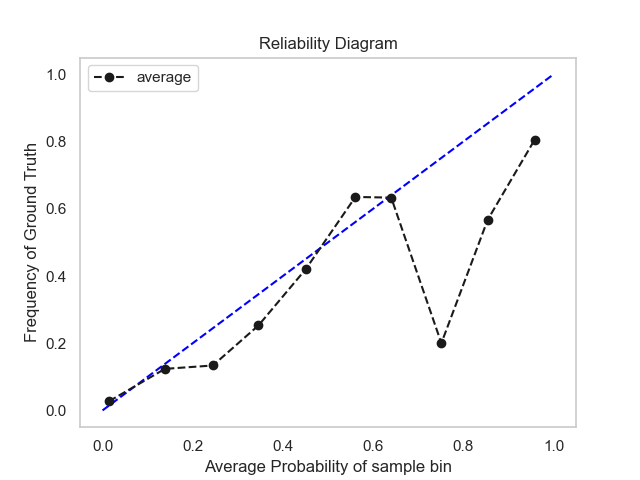 Reliability Diagram
average
Frequency of Ground Truth
1.0
0.8
0.6
0.4
0.2
0.0
0.0 0.2 0.4 0.6 0.8 1.0
Average Probability of sample bin